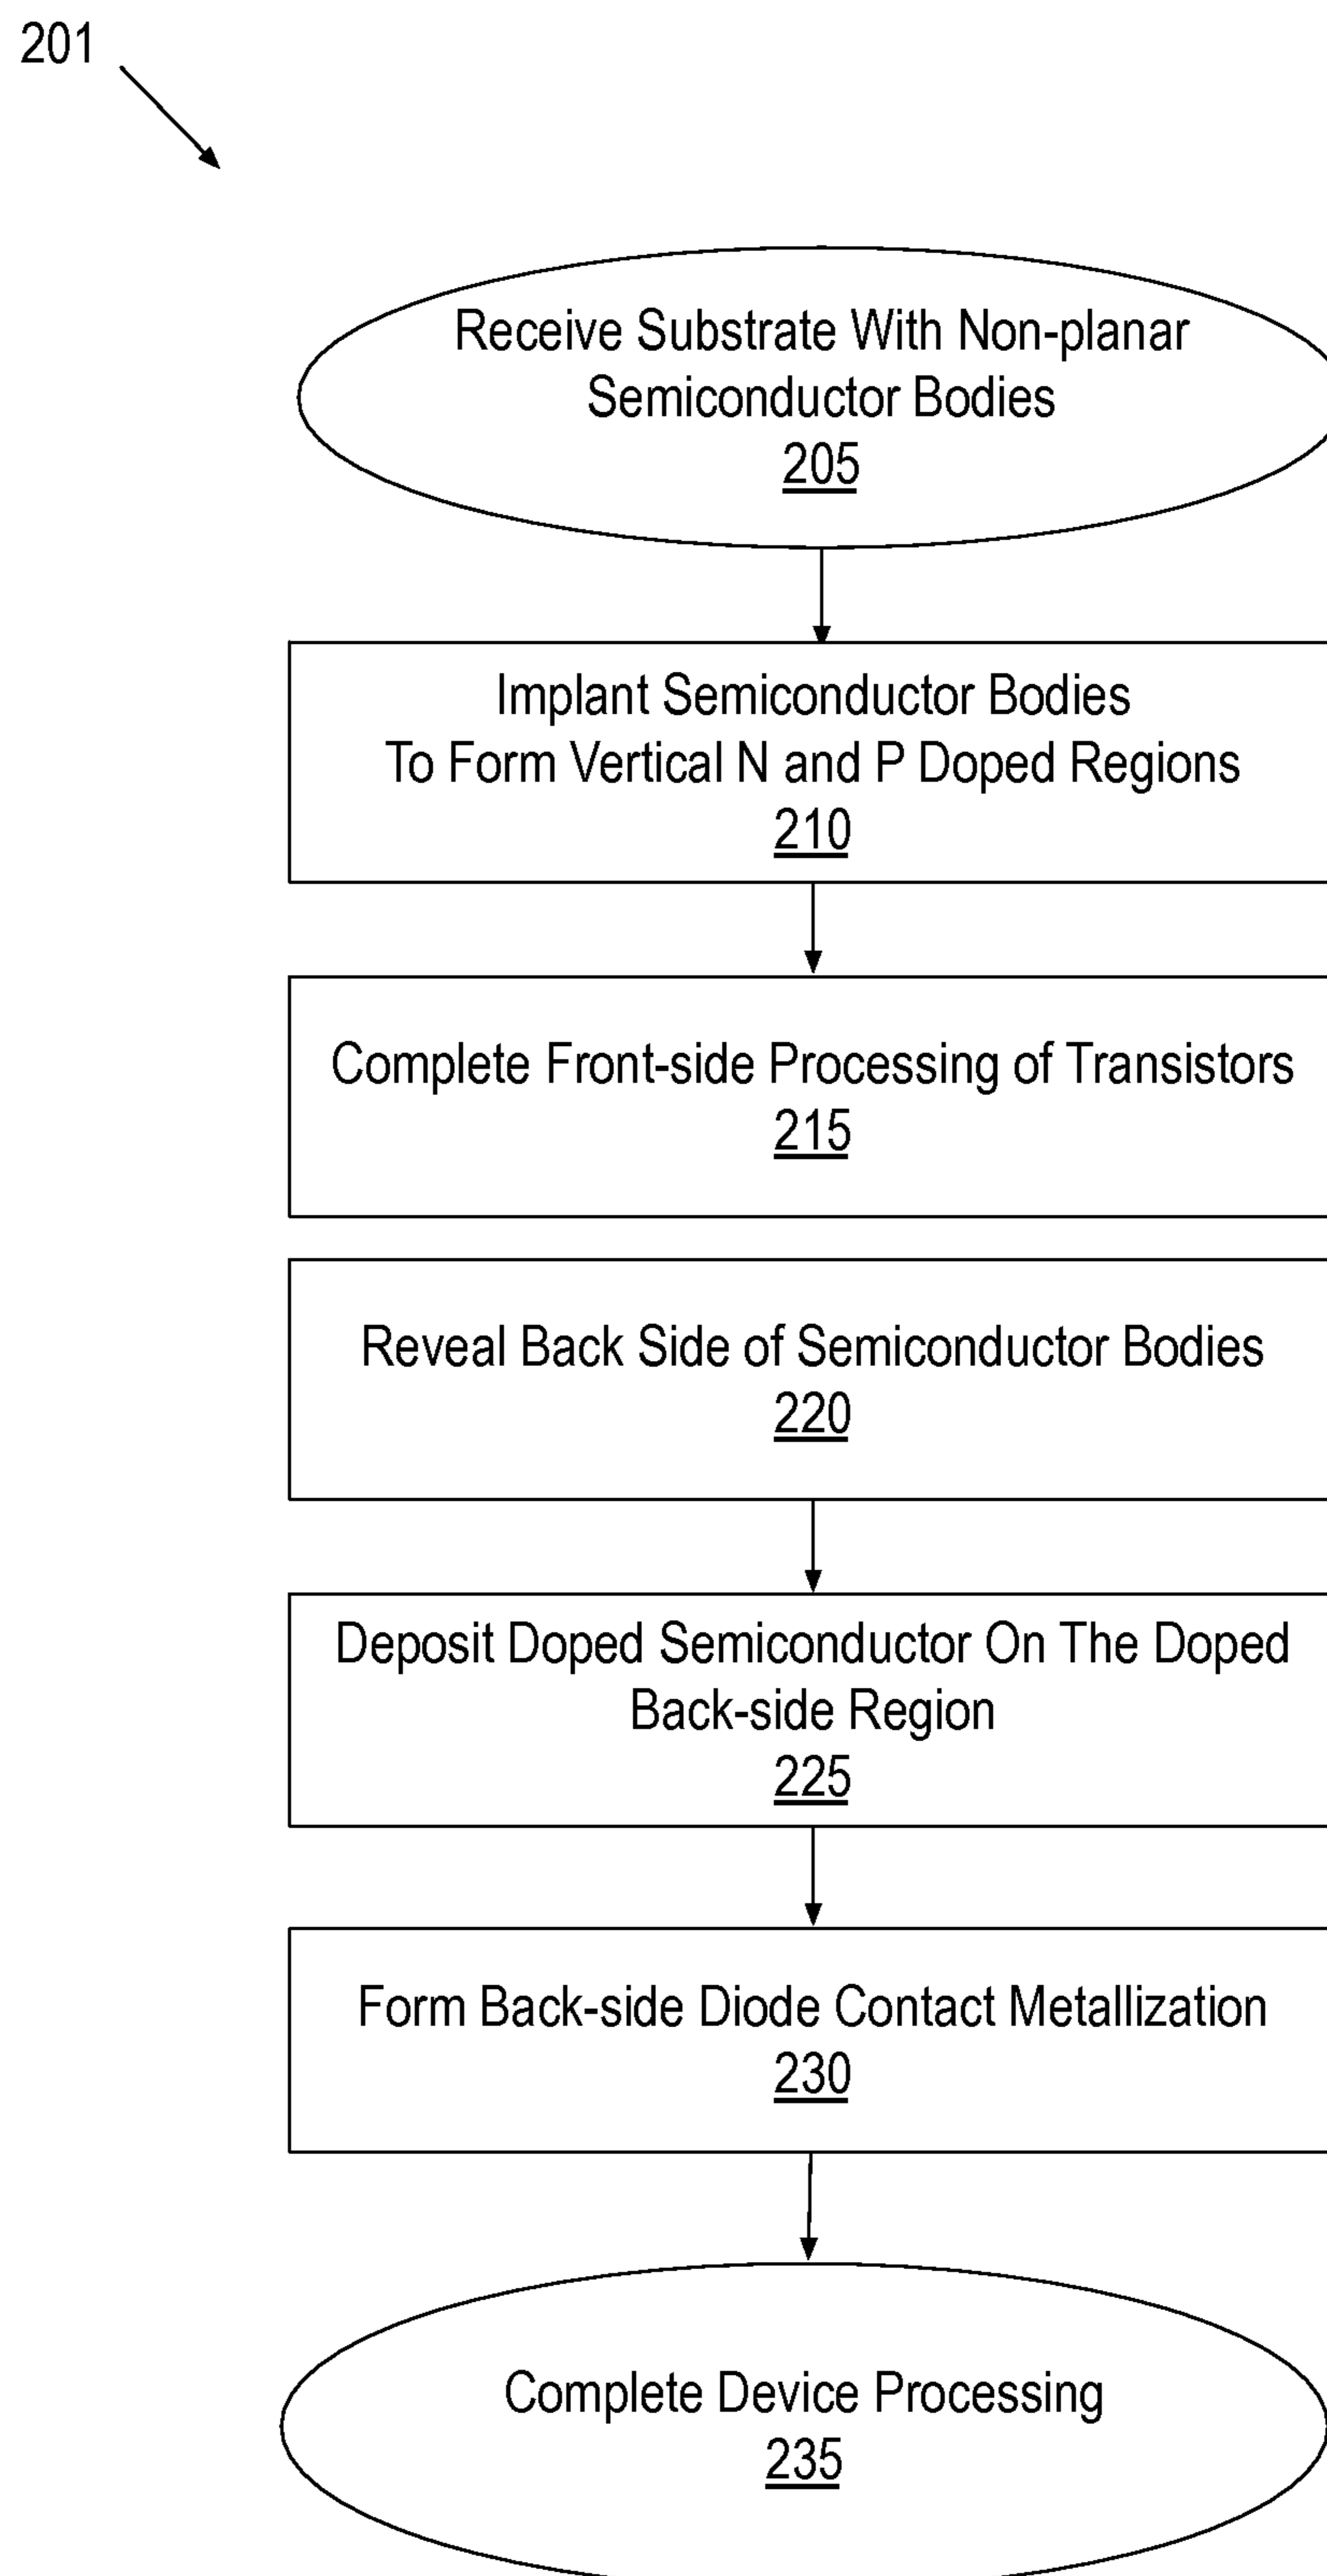 201
Receive Substrate With Non-planar
Semiconductor Bodies
205
Implant Semiconductor Bodies
To Form Vertical N and P Doped Regions
210
Complete Front-side Processing of Transistors
215
Reveal Back Side of Semiconductor Bodies
220
Deposit Doped Semiconductor On The Doped
Back-side Region
225
Form Back-side Diode Contact Metallization
230
Complete Device Processing
235